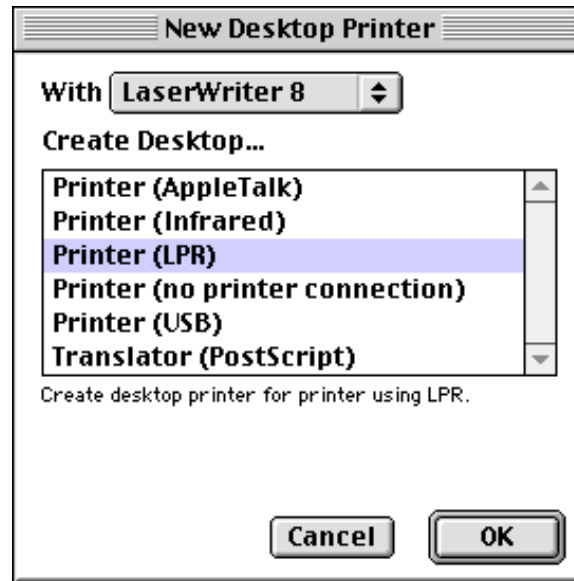 New Desktop Printer
With LaserWriter 8
Create Desktop...
Printer (AppleTalk)
Printer (Infrared)
Printer (LPR)
Printer (no printer connection)
Printer (USB)
Translator (PostScript)
Create desktop printer for printer using LPR.
Cancel OK